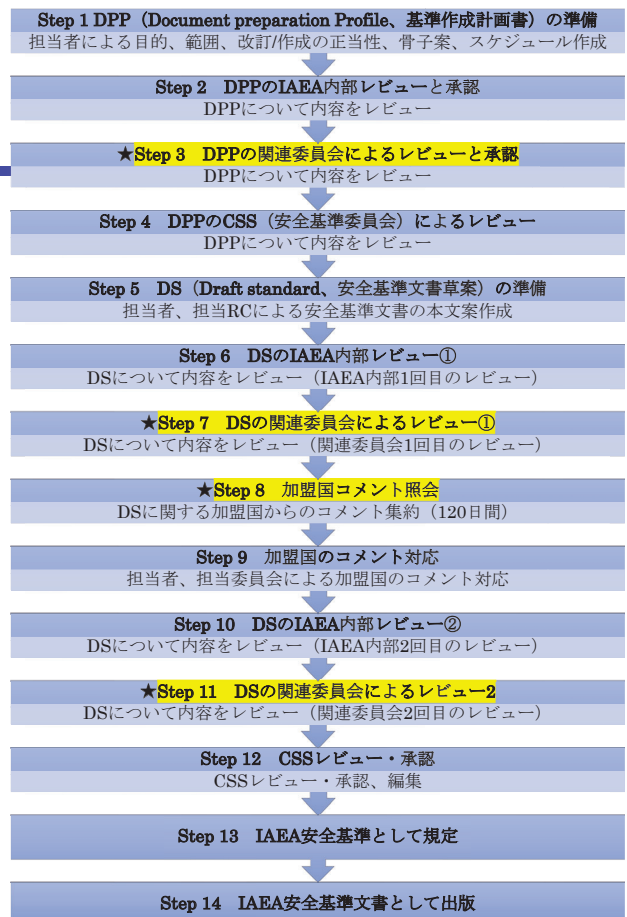 Step 1 DPP（Document preparation Profile、基準作成計画書）の準備
担当者による目的、範囲、改訂/作成の正当性、骨子案、スケジュール作成
Step 2　DPPのIAEA内部レビューと承認
DPPについて内容をレビュー
★Step 3　DPPの関連委員会によるレビューと承認
DPPについて内容をレビュー
Step 4　DPPのCSS（安全基準委員会）によるレビュー
DPPについて内容をレビュー
Step 5　DS（Draft standard、安全基準文書草案）の準備
担当者、担当RCによる安全基準文書の本文案作成
Step 6　DSのIAEA内部レビュー①
DSについて内容をレビュー（IAEA内部1回目のレビュー）
★Step 7　DSの関連委員会によるレビュー①
DSについて内容をレビュー（関連委員会1回目のレビュー）
★Step 8　加盟国コメント照会
DSに関する加盟国からのコメント集約（120日間）
Step 9　加盟国のコメント対応
担当者、担当委員会による加盟国のコメント対応
Step 10　DSのIAEA内部レビュー②
DSについて内容をレビュー（IAEA内部2回目のレビュー）
★Step 11　DSの関連委員会によるレビュー2
DSについて内容をレビュー（関連委員会2回目のレビュー）
Step 12　CSSレビュー・承認
CSSレビュー・承認、編集
Step 13　IAEA安全基準として規定
Step 14　IAEA安全基準文書として出版